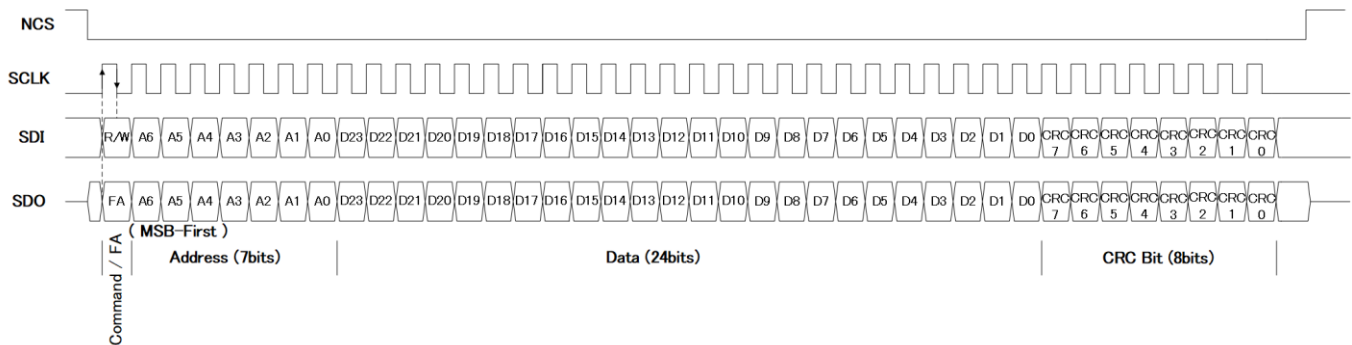 NCS
SCLK
SDI R/W A6 A5 A4 A3 A2 A1 A0 D23 D22 D21 D20 D19 D18 D17 D16 D15 D14 D13 D12 D11 D10 D9 D8 D7 D6 D5 D4 D3 D2 D1 D0 CRC 7 CRC 6 CRC 5 CRC 4 CRC 3 CRC 2 CRC 1 CRC 0
SDO FA A6 A5 A4 A3 A2 A1 A0 D23 D22 D21 D20 D19 D18 D17 D16 D15 D14 D13 D12 D11 D10 D9 D8 D7 D6 D5 D4 D3 D2 D1 D0 CRC 7 CRC 6 CRC 5 CRC 4 CRC 3 CRC 2 CRC 1 CRC 0
( MSB-First )
Command / FA
Address (7bits)
Data (24bits)
CRC Bit (8bits)